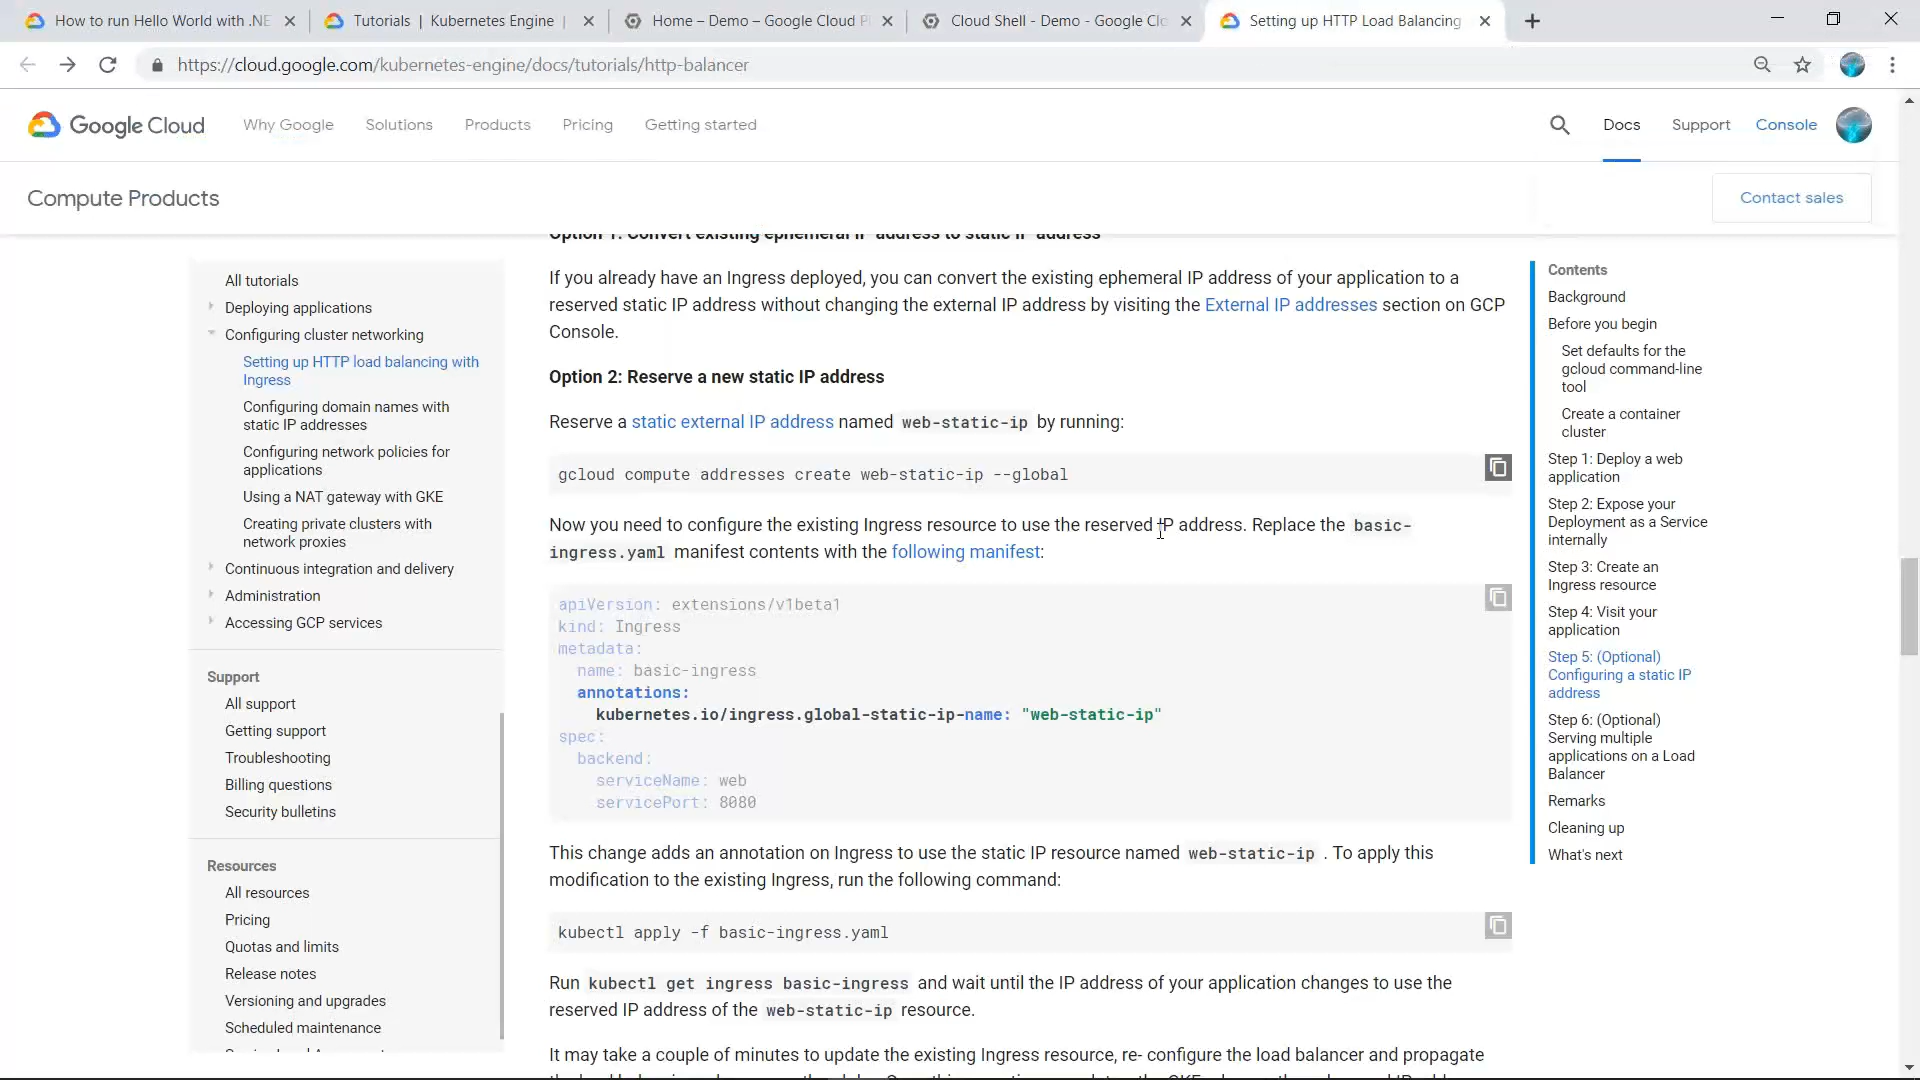 How to run Hello World with .NE
Tutorials | Kubernetes Engine |
Home – Demo – Google Cloud Pl
Cloud Shell - Demo - Google Clo
Setting up HTTP Load Balancing
https://cloud.google.com/kubernetes-engine/docs/tutorials/http-balancer
Google Cloud
Why Google
Solutions
Products
Pricing
Getting started
Docs
Support
Console
Compute Products
Contact sales
All tutorials
Deploying applications
Configuring cluster networking
Setting up HTTP load balancing with
Ingress
Configuring domain names with
static IP addresses
Configuring network policies for
applications
Using a NAT gateway with GKE
Creating private clusters with
network proxies
Continuous integration and delivery
Administration
Accessing GCP services
Support
All support
Getting support
Troubleshooting
Billing questions
Security bulletins
Resources
All resources
Pricing
Quotas and limits
Release notes
Versioning and upgrades
Scheduled maintenance
Option 1: Convert existing ephemeral IP address to static IP address
If you already have an Ingress deployed, you can convert the existing ephemeral IP address of your application to a
reserved static IP address without changing the external IP address by visiting the External IP addresses section on GCP
Console.
Option 2: Reserve a new static IP address
Reserve a static external IP address named web-static-ip by running:
gcloud compute addresses create web-static-ip --global
Now you need to configure the existing Ingress resource to use the reserved IP address. Replace the basic-
ingress.yaml manifest contents with the following manifest:
apiVersion: extensions/v1beta1
kind: Ingress
metadata:
name: basic-ingress
annotations:
kubernetes.io/ingress.global-static-ip-name: "web-static-ip"
spec:
backend:
serviceName: web
servicePort: 8080
This change adds an annotation on Ingress to use the static IP resource named web-static-ip . To apply this
modification to the existing Ingress, run the following command:
kubectl apply -f basic-ingress.yaml
Run kubectl get ingress basic-ingress and wait until the IP address of your application changes to use the
reserved IP address of the web-static-ip resource.
It may take a couple of minutes to update the existing Ingress resource, re- configure the load balancer and propagate
Contents
Background
Before you begin
Set defaults for the
gcloud command-line
tool
Create a container
cluster
Step 1: Deploy a web
application
Step 2: Expose your
Deployment as a Service
internally
Step 3: Create an
Ingress resource
Step 4: Visit your
application
Step 5: (Optional)
Configuring a static IP
address
Step 6: (Optional)
Serving multiple
applications on a Load
Balancer
Remarks
Cleaning up
What's next